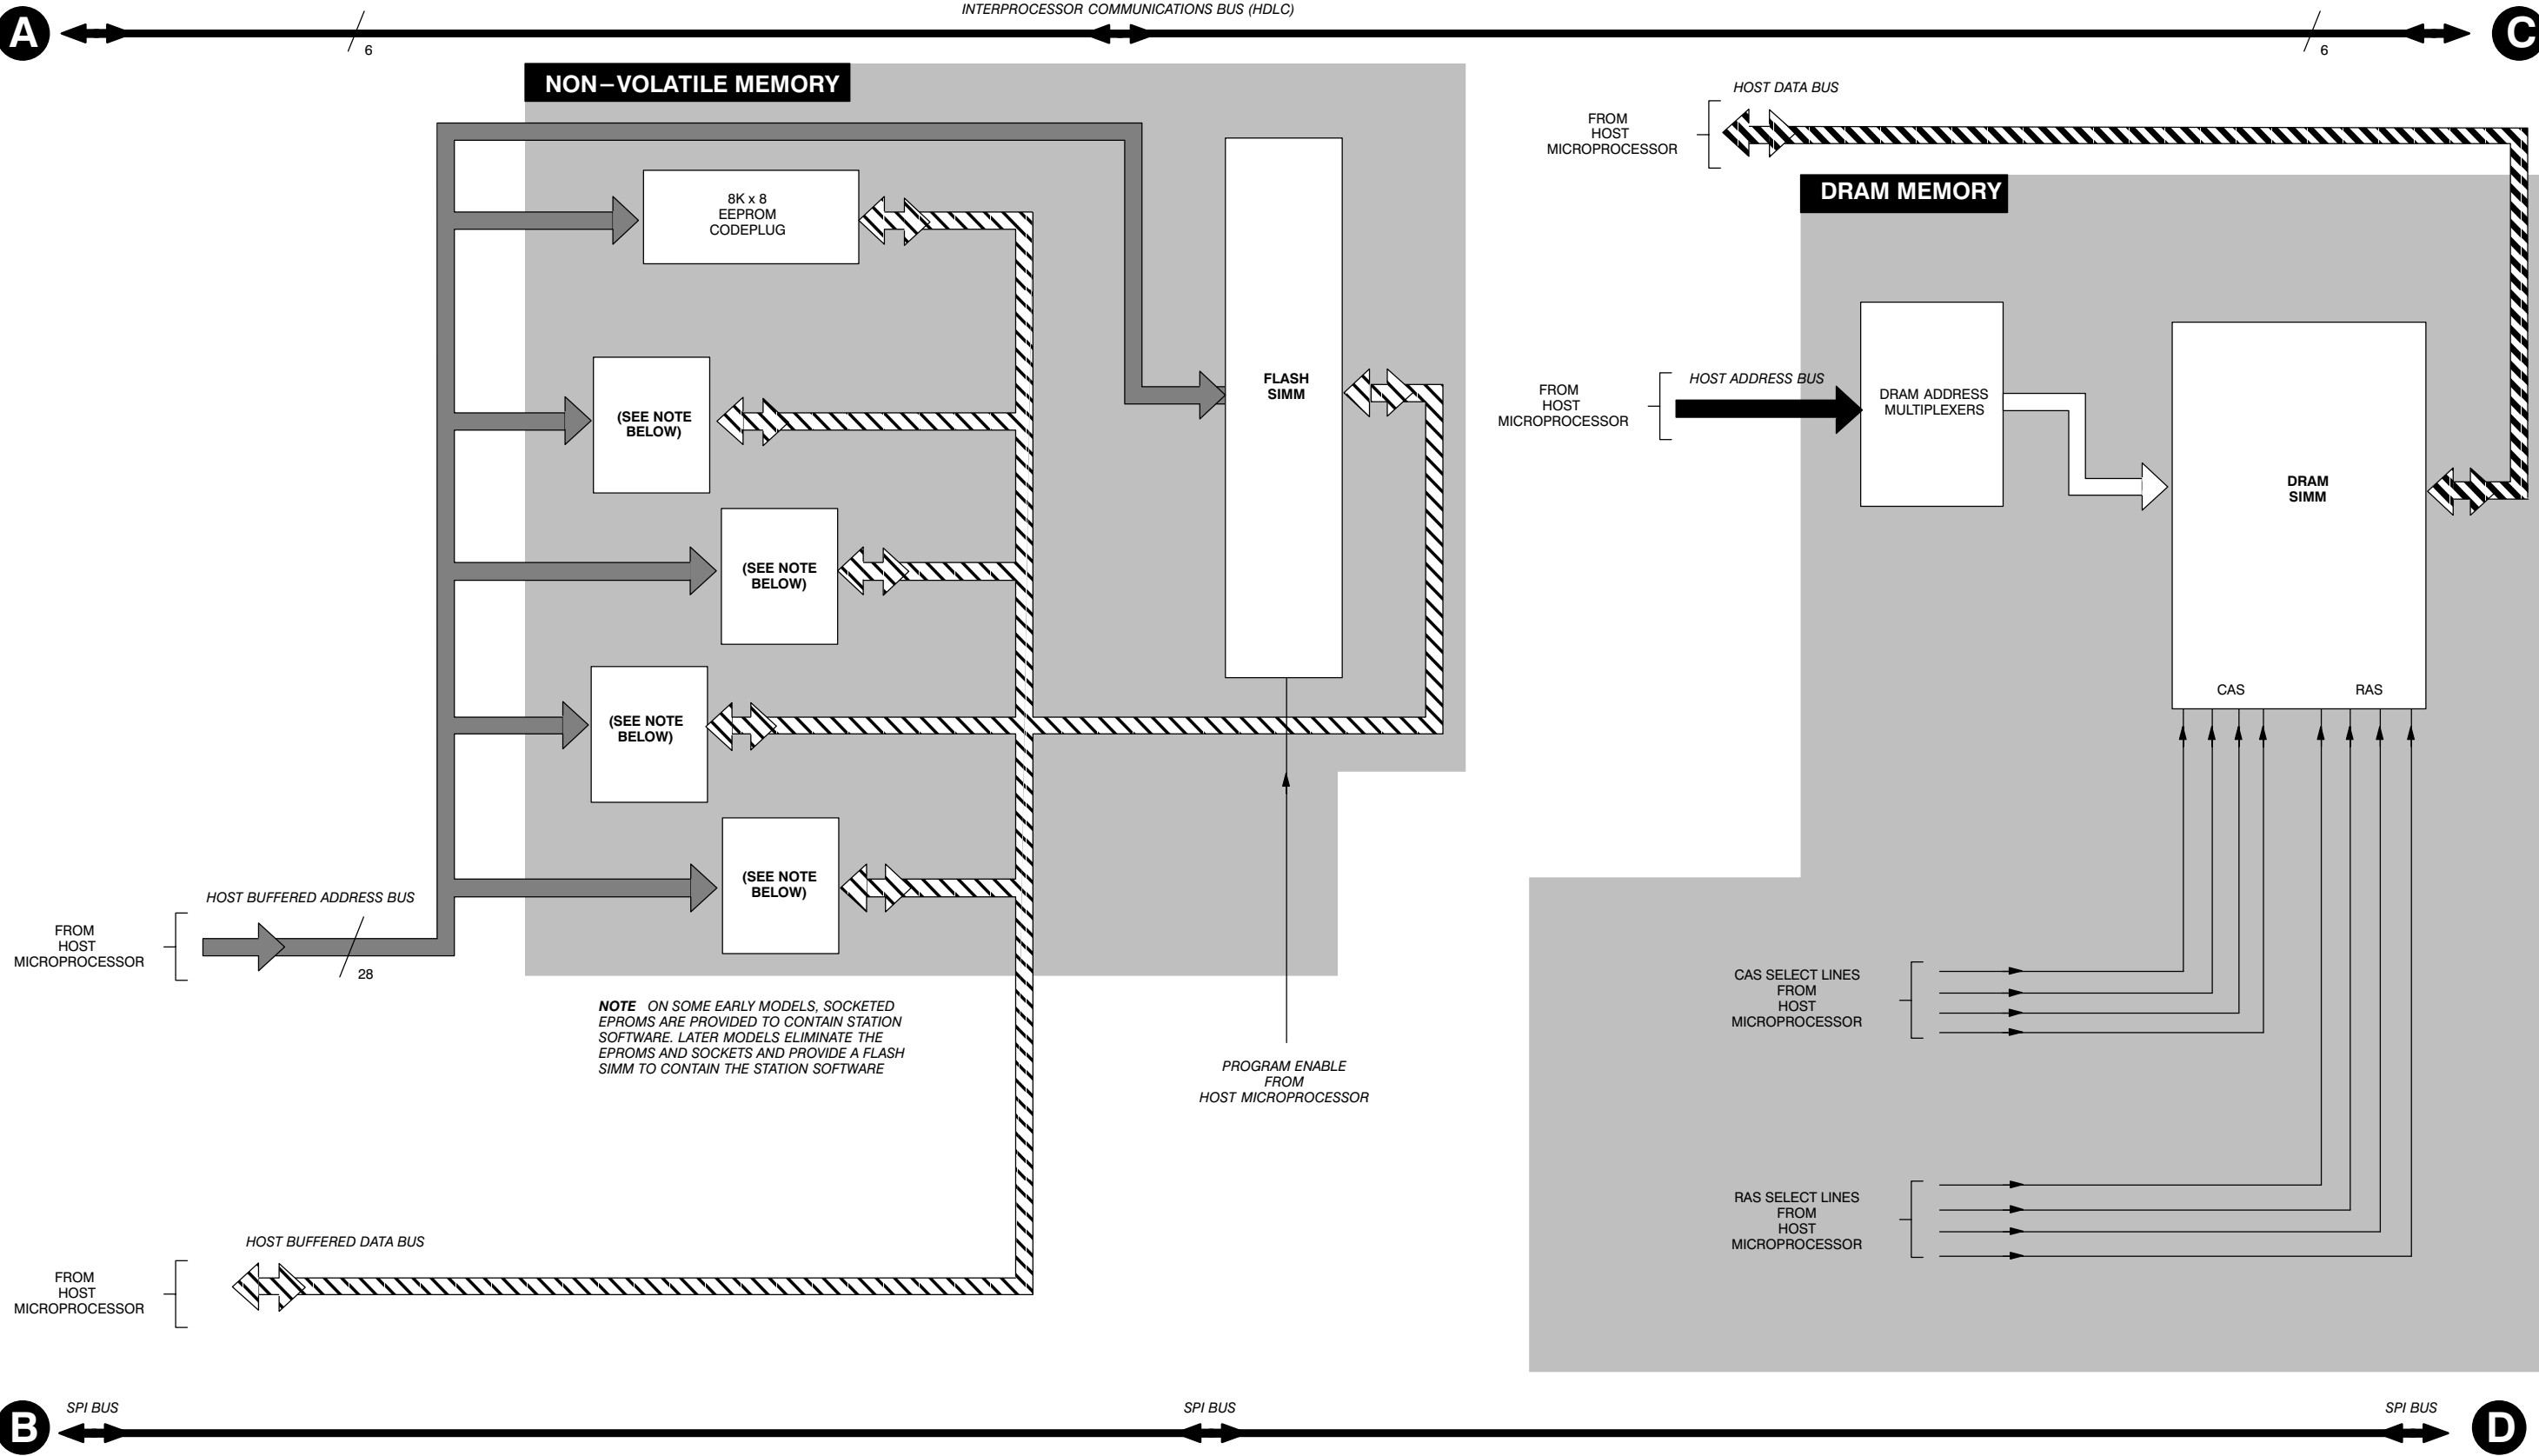 INTERPROCESSOR COMMUNICATIONS BUS (HDLC)
A
C
6
6
NON–VOLATILE MEMORY
8K x 8
EEPROM
CODEPLUG
(SEE NOTE
BELOW)
(SEE NOTE
BELOW)
(SEE NOTE
BELOW)
(SEE NOTE
BELOW)
FLASH
SIMM
HOST BUFFERED ADDRESS BUS
FROM
HOST
MICROPROCESSOR
28
NOTE ON SOME EARLY MODELS, SOCKETED
EPROMS ARE PROVIDED TO CONTAIN STATION
SOFTWARE. LATER MODELS ELIMINATE THE
EPROMS AND SOCKETS AND PROVIDE A FLASH
SIMM TO CONTAIN THE STATION SOFTWARE
PROGRAM ENABLE
FROM
HOST MICROPROCESSOR
HOST BUFFERED DATA BUS
FROM
HOST
MICROPROCESSOR
HOST DATA BUS
FROM
HOST
MICROPROCESSOR
DRAM MEMORY
HOST ADDRESS BUS
FROM
HOST
MICROPROCESSOR
DRAM ADDRESS
MULTIPLEXERS
DRAM
SIMM
CAS
RAS
CAS SELECT LINES
FROM
HOST
MICROPROCESSOR
RAS SELECT LINES
FROM
HOST
MICROPROCESSOR
B
SPI BUS
SPI BUS
SPI BUS
D